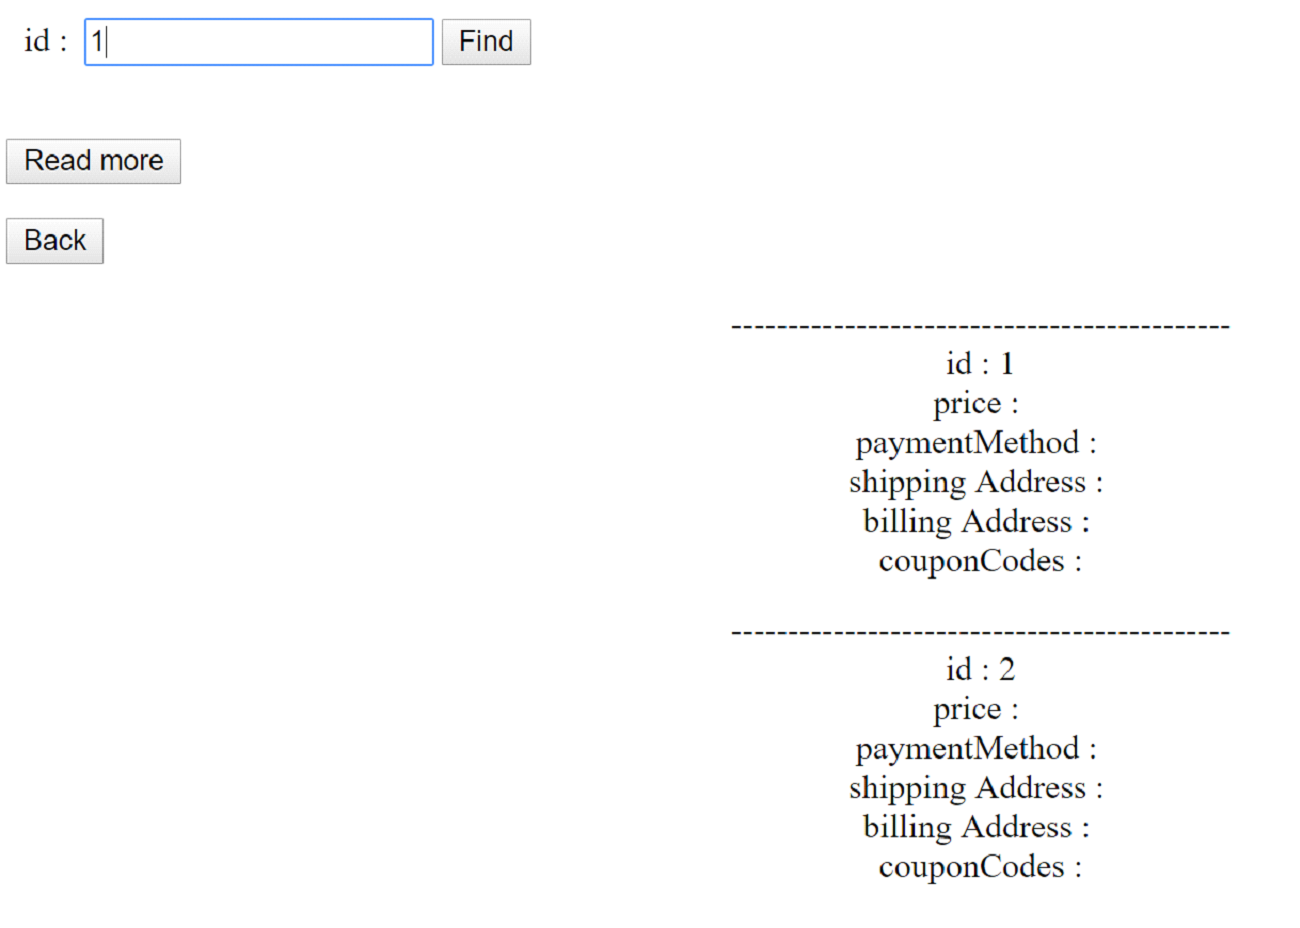 id : 1 Find
Read more
Back
-------------------------------------------
id : 1
price :
paymentMethod :
shipping Address :
billing Address :
couponCodes :
-------------------------------------------
id : 2
price :
paymentMethod :
shipping Address :
billing Address :
couponCodes :